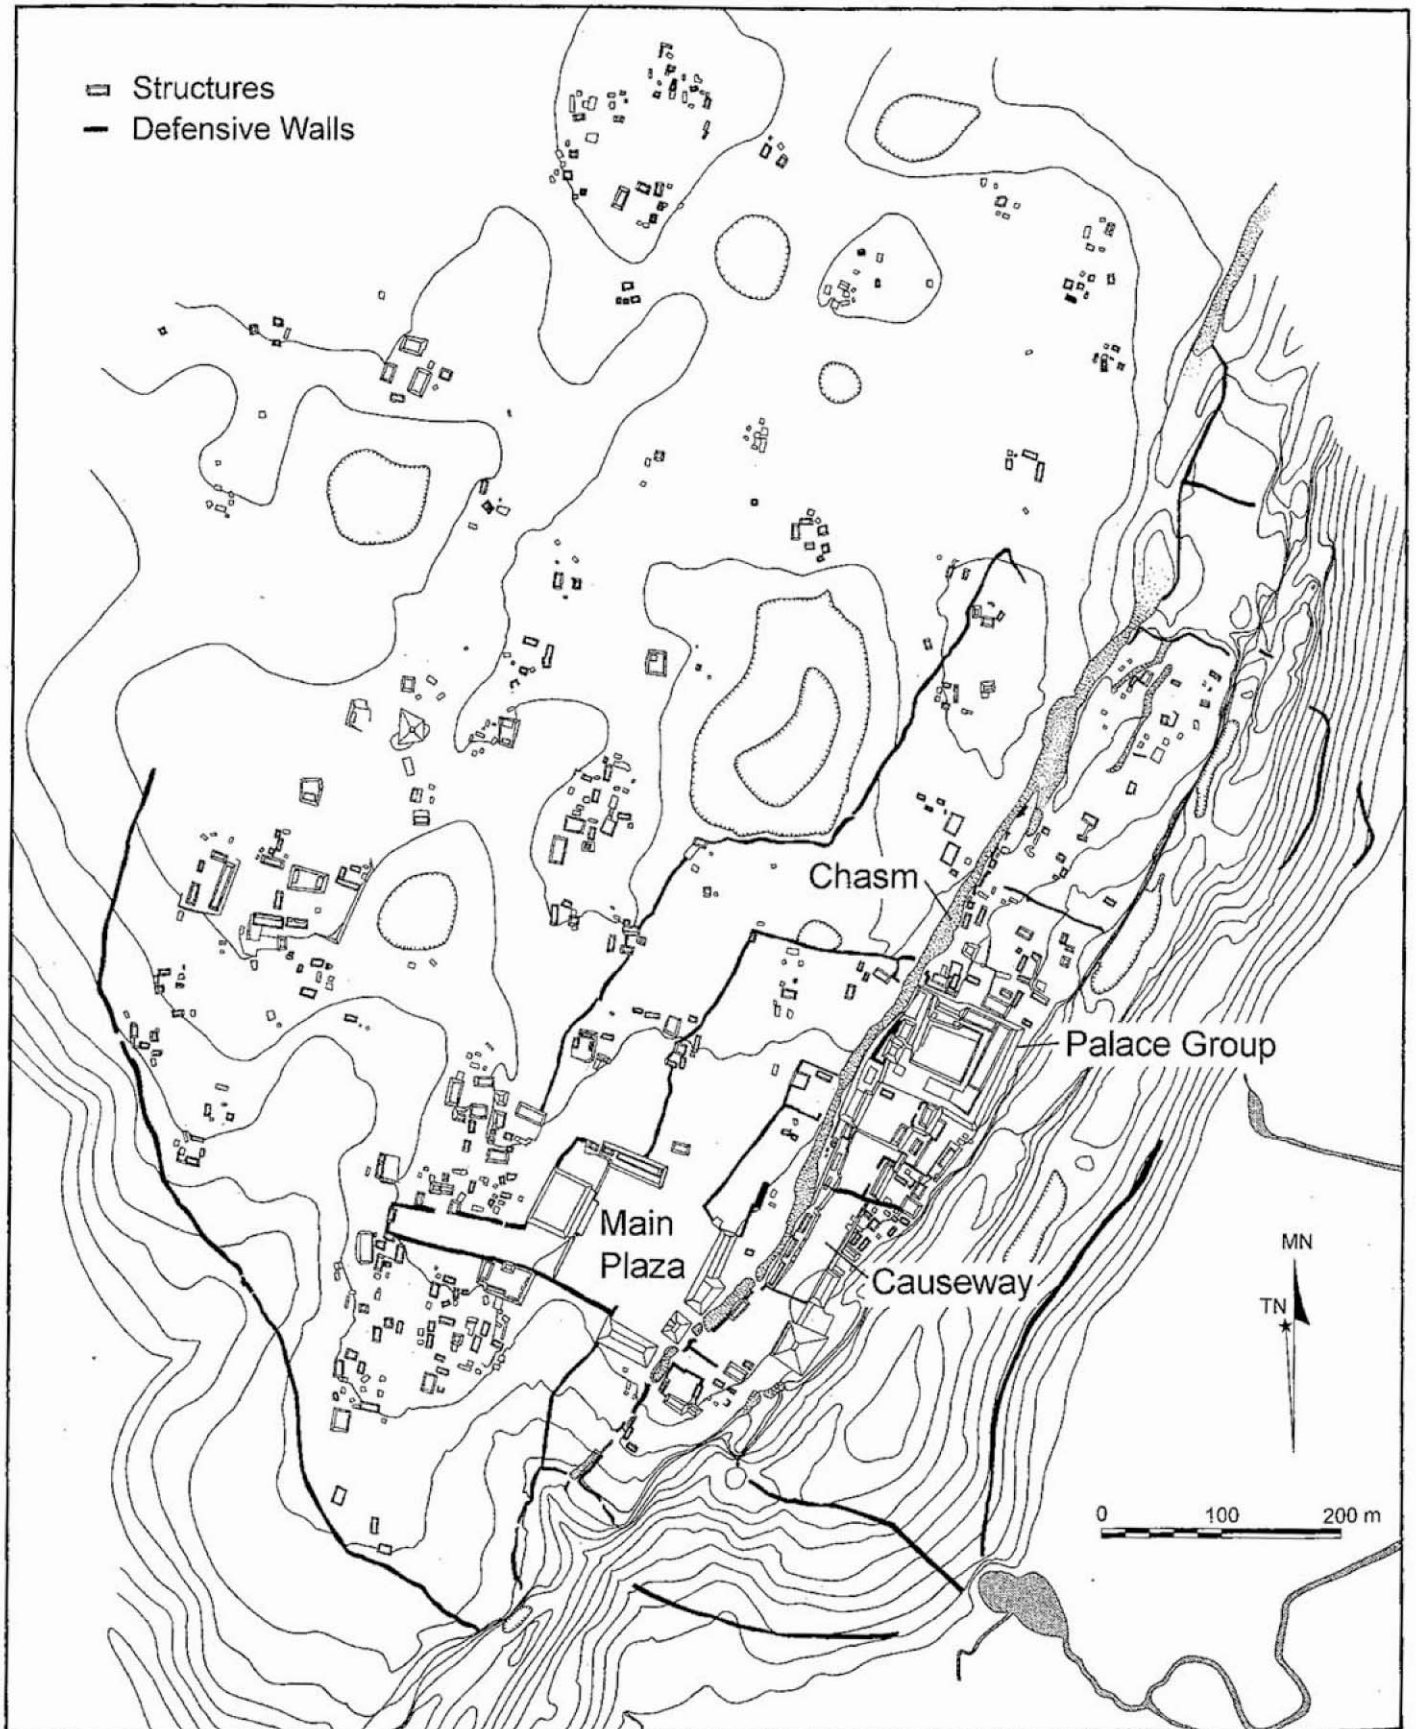 Structures
Defensive Walls
Chasm
Palace Group
Main
Plaza
Causeway
MN
TN
0 100 200 m